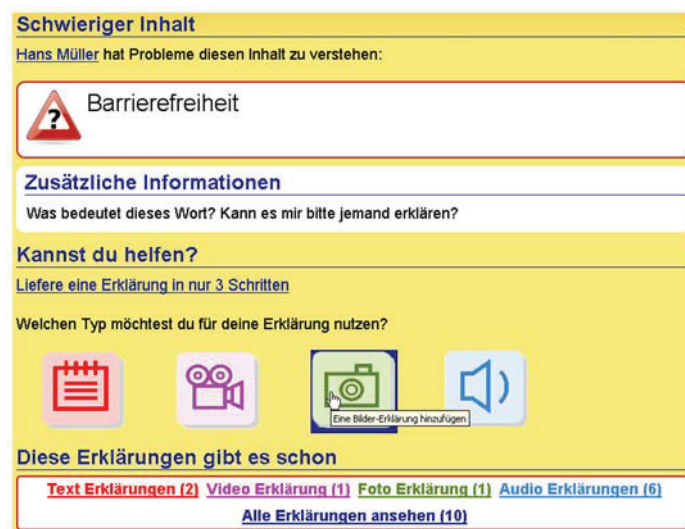 Schwieriger Inhalt
Hans Müller hat Probleme diesen Inhalt zu verstehen:
?
Barrierefreiheit
Zusätzliche Informationen
Was bedeutet dieses Wort? Kann es mir bitte jemand erklären?
Kannst du helfen?
Liefere eine Erklärung in nur 3 Schritten
Welchen Typ möchtest du für deine Erklärung nutzen?
Eine Bilder-Erklärung hinzufügen
Diese Erklärungen gibt es schon
Text Erklärungen (2) Video Erklärung (1) Foto Erklärung (1) Audio Erklärungen (6)
Alle Erklärungen ansehen (10)